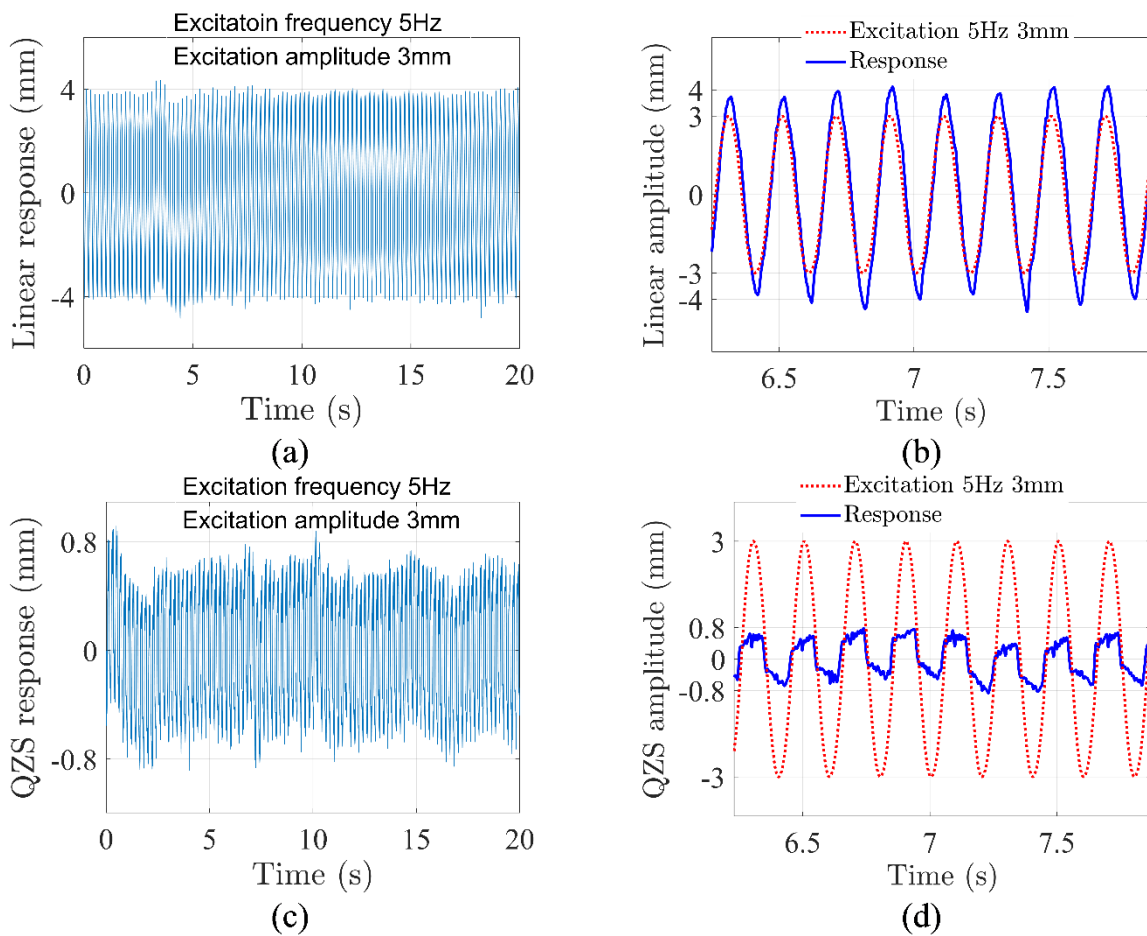 Excitatoin frequency 5Hz
Excitation amplitude 3mm
Linear response (mm)
4
2
0
-2
-4
0
5
10
15
20
Time (s)
(a)
Excitation 5Hz 3mm
Response
Linear amplitude (mm)
4
3
0
-3
-4
6.5
7
7.5
Time (s)
(b)
Excitation frequency 5Hz
Excitation amplitude 3mm
QZS response (mm)
0.8
0
-0.8
0
5
10
15
20
Time (s)
(c)
Excitation 5Hz 3mm
Response
QZS amplitude (mm)
3
0.8
0
-0.8
-3
6.5
7
7.5
Time (s)
(d)